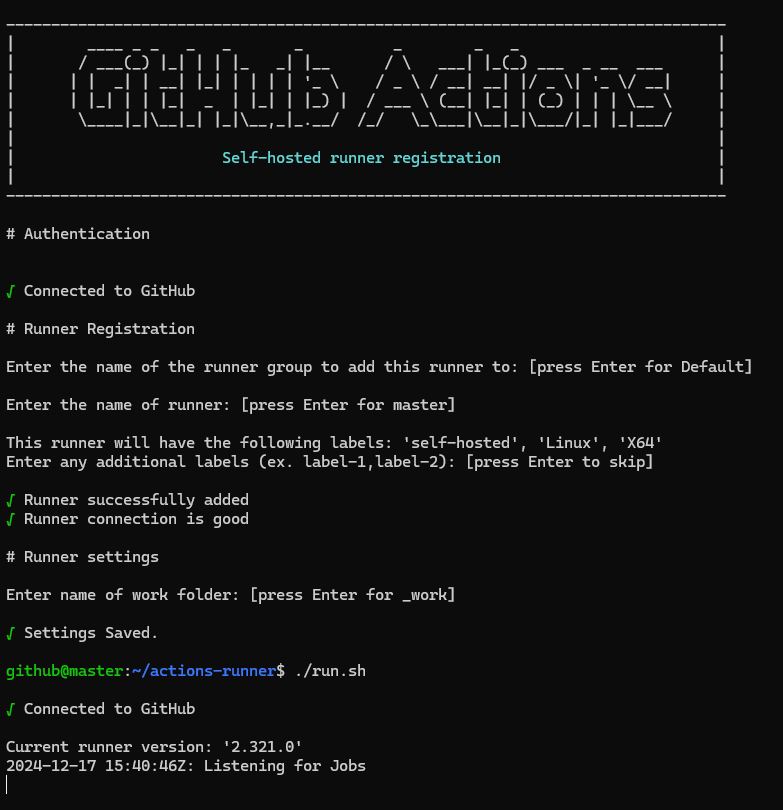 GitHub Actions
Self-hosted runner registration
# Authentication
√ Connected to GitHub
# Runner Registration
Enter the name of the runner group to add this runner to: [press Enter for Default]
Enter the name of runner: [press Enter for master]
This runner will have the following labels: 'self-hosted', 'Linux', 'X64'
Enter any additional labels (ex. label-1,label-2): [press Enter to skip]
√ Runner successfully added
√ Runner connection is good
# Runner settings
Enter name of work folder: [press Enter for _work]
√ Settings Saved.
github@master:~/actions-runner$ ./run.sh
√ Connected to GitHub
Current runner version: '2.321.0'
2024-12-17 15:40:46Z: Listening for Jobs